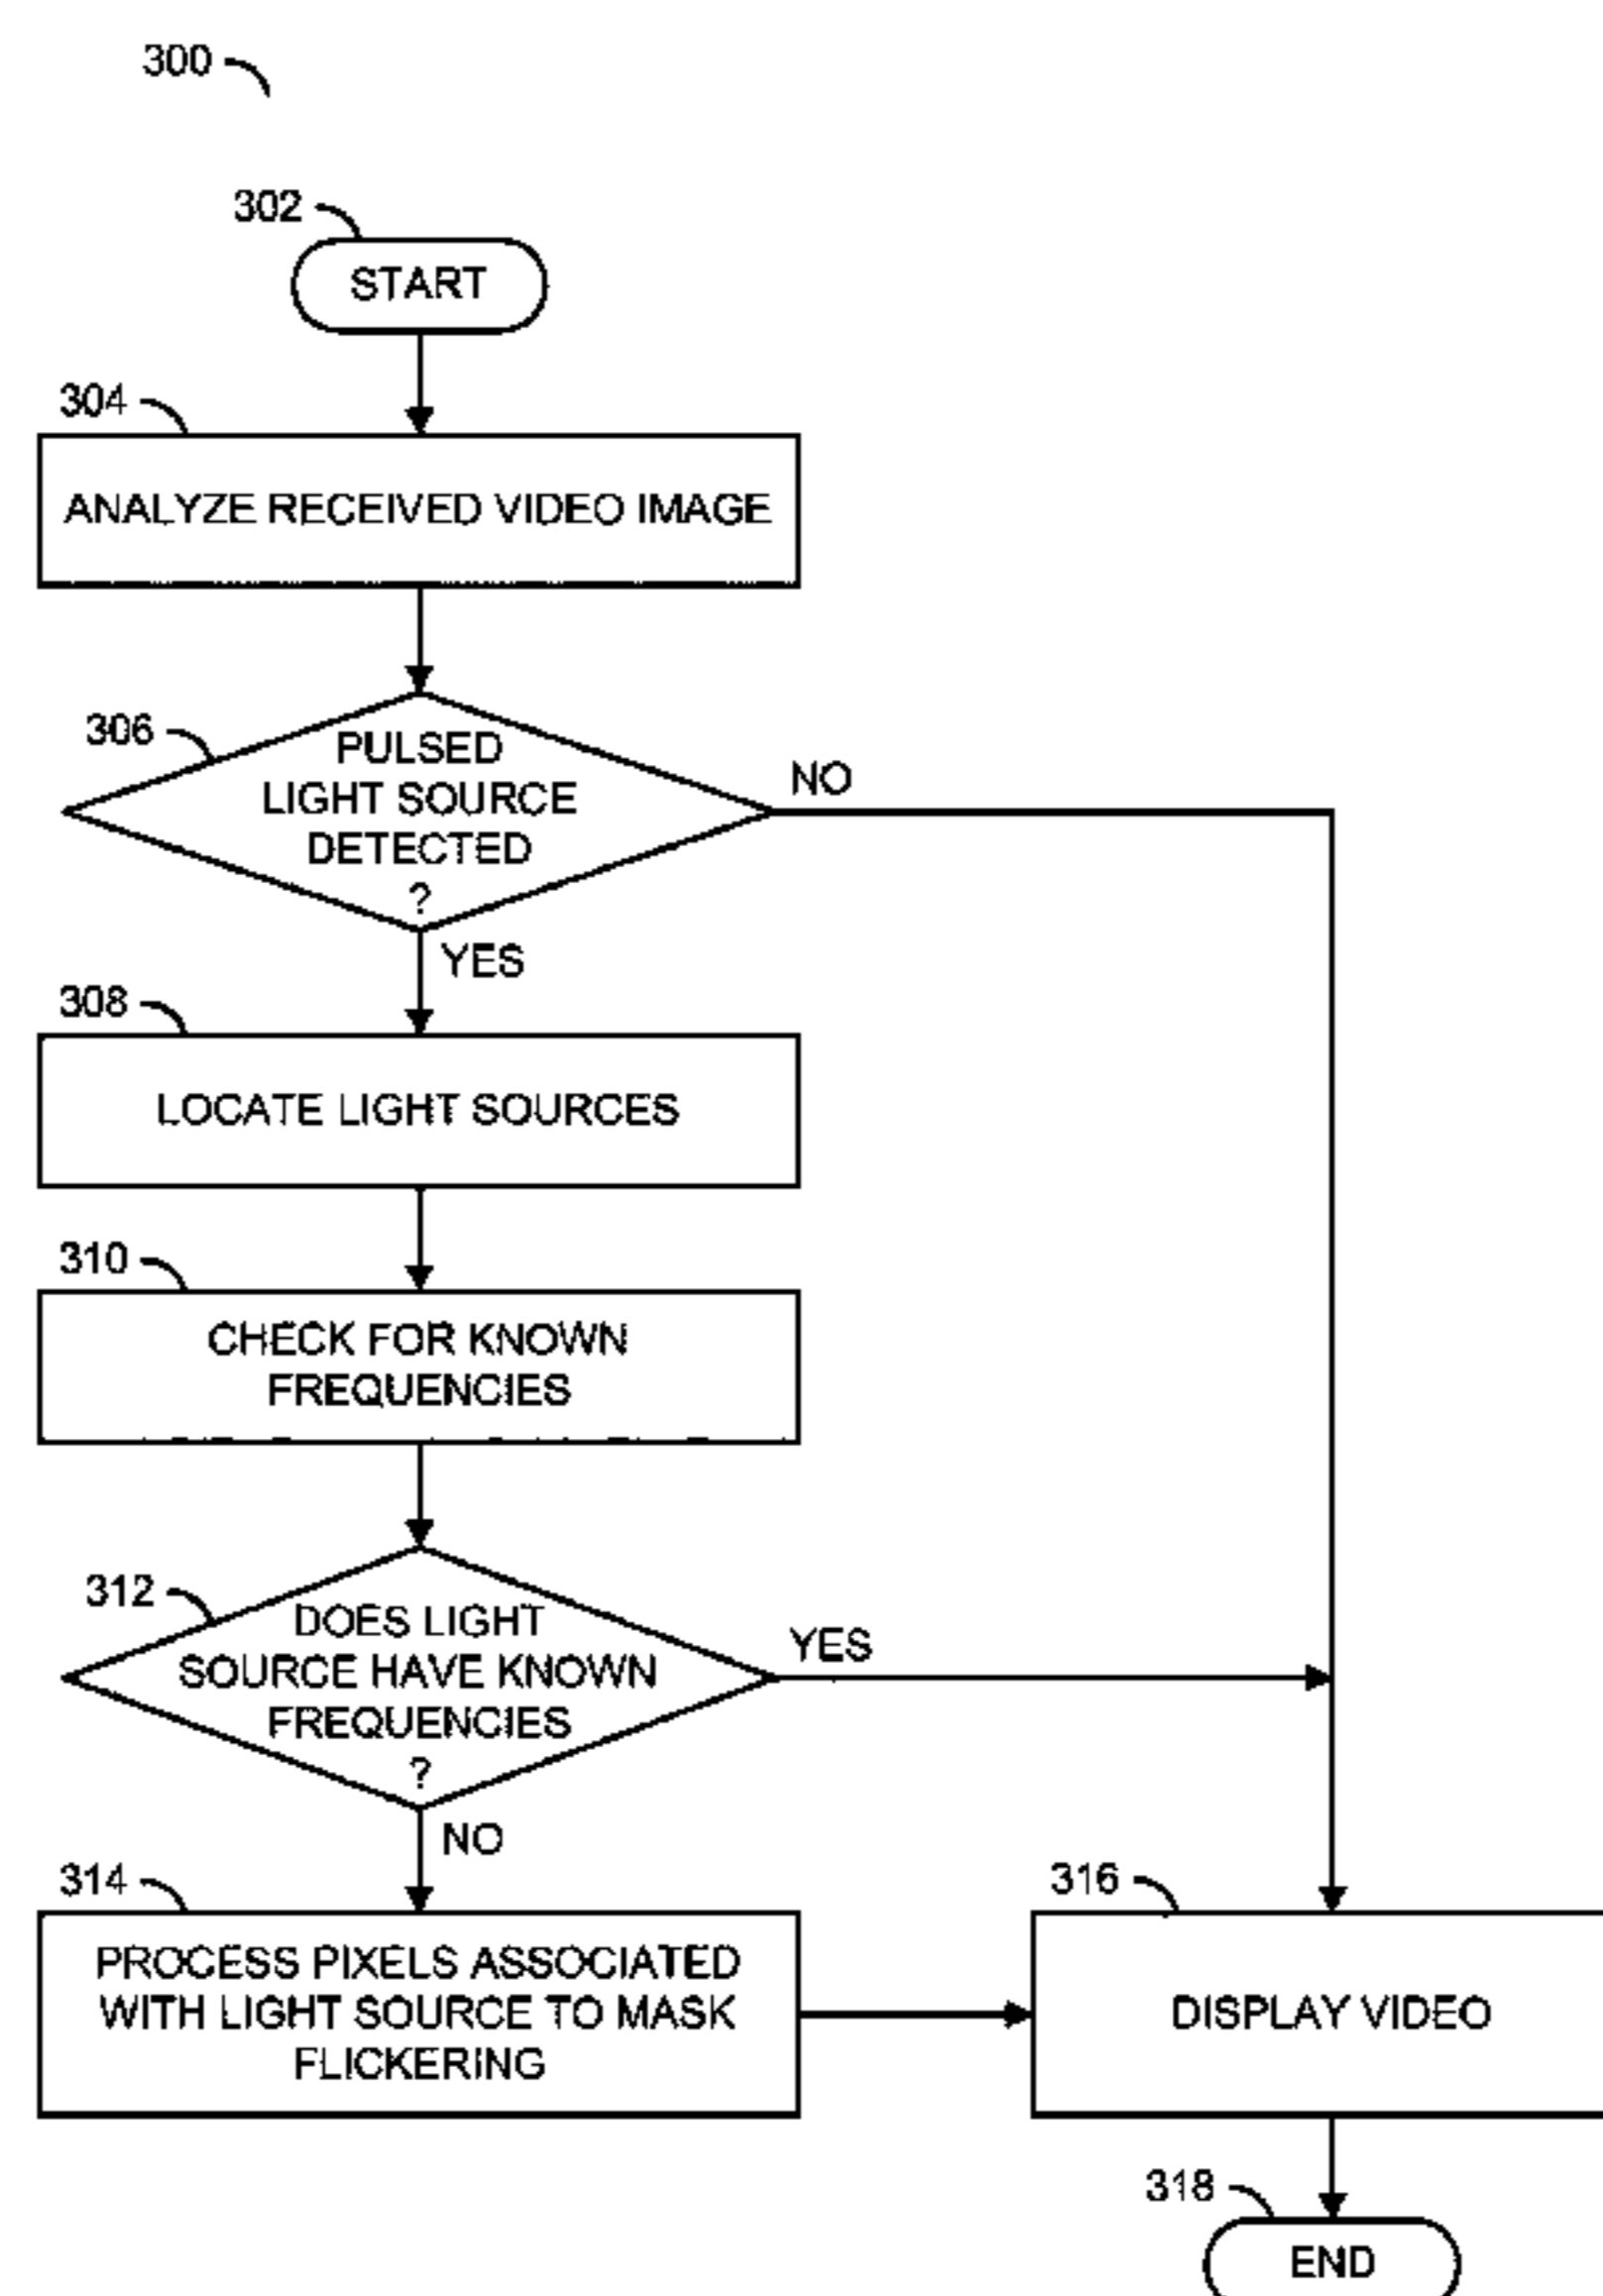 300
302
START
304
ANALYZE RECEIVED VIDEO IMAGE
306
PULSED
LIGHT SOURCE
DETECTED
?
NO
YES
308
LOCATE LIGHT SOURCES
310
CHECK FOR KNOWN
FREQUENCIES
312
DOES LIGHT
SOURCE HAVE KNOWN
FREQUENCIES
?
YES
NO
314
PROCESS PIXELS ASSOCIATED
WITH LIGHT SOURCE TO MASK
FLICKERING
316
DISPLAY VIDEO
318
END